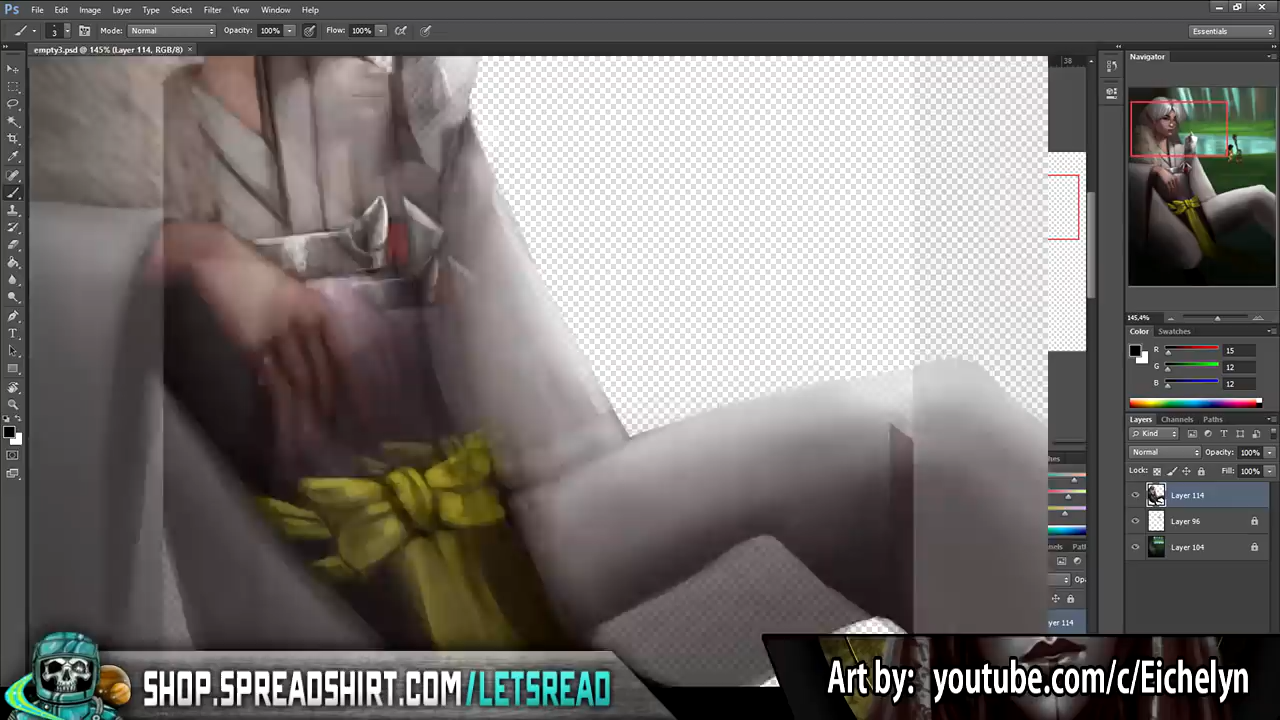 Ps File Edit Image Layer Type Select Filter 3D View Window Help
3 Mode: Normal Opacity: 100% Flow: 100% Essentials
empty3.psd @ 145% (Layer 114, RGB/8) ×
38
Navigator
145,4%
Color Swatches
R 15
G 12
B 12
Layers Channels Paths
Kind
Normal Opacity: 100%
Lock: Fill: 100%
Layer 114
Layer 96
Layer 104
SHOP.SPREADSHIRT.COM/LETSREAD
Art by: youtube.com/c/Eichelyn